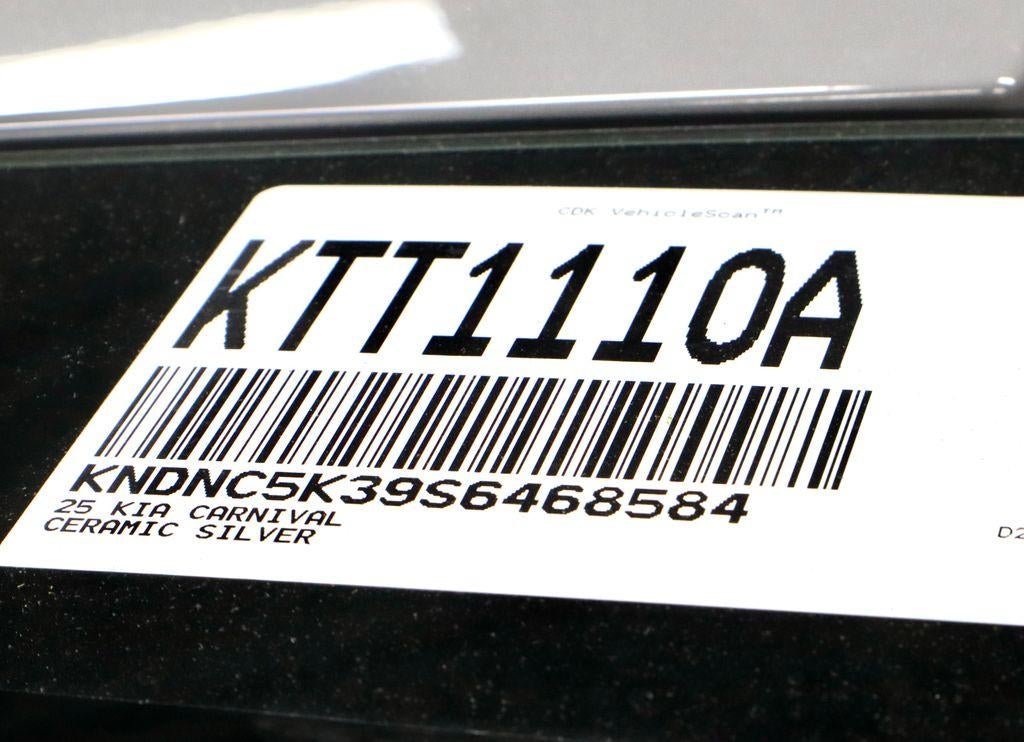 CDK VehicleScan™
KTT1110A
KNDNC5K39S6468584
25 KIA CARNIVAL
CERAMIC SILVER
D2